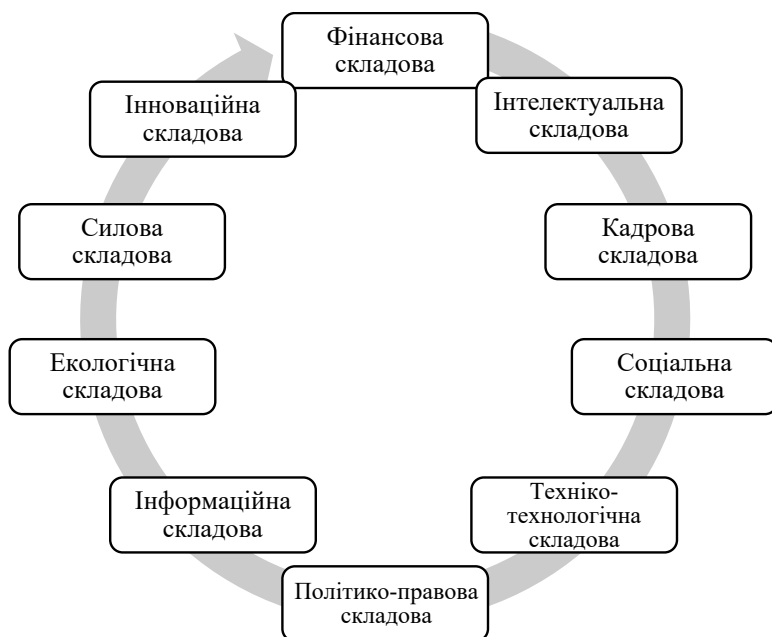 Фінансова
складова
Інтелектуальна
складова
Кадрова
складова
Соціальна
складова
Техніко-
технологічна
складова
Політико-правова
складова
Інформаційна
складова
Екологічна
складова
Силова
складова
Інноваційна
складова